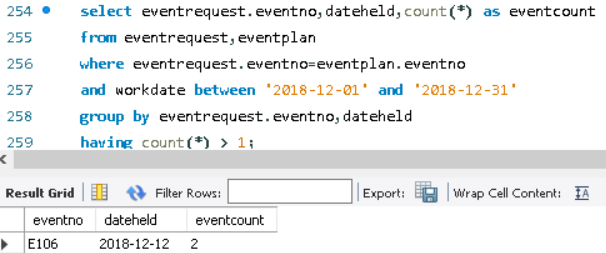 254 select eventrequest.eventno,dateheld,count(*) as eventcount
255 from eventrequest,eventplan
256 where eventrequest.eventno=eventplan.eventno
257 and workdate between '2018-12-01' and '2018-12-31'
258 group by eventrequest.eventno,dateheld
259 having count(*) > 1;
Result Grid Filter Rows: Export: Wrap Cell Content: IA
eventno dateheld eventcount
E106 2018-12-12 2